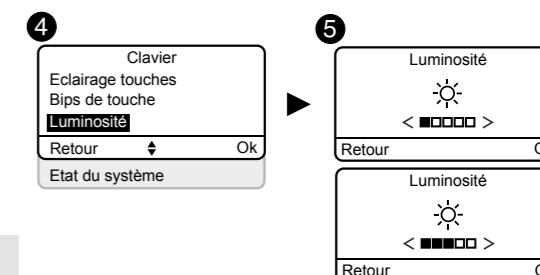 4
Clavier
Eclairage touches
Bips de touche
Luminosité
Retour Ok
Etat du système
5
Luminosité
< ■□□□□ >
Retour
Luminosité
< ■■■□□ >
Retour